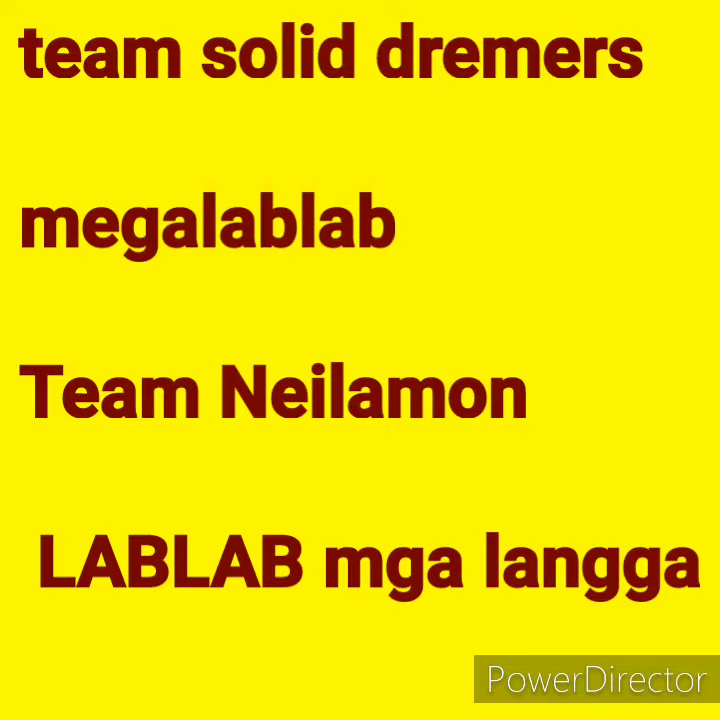 team solid dremers
megalablab
Team Neilamon
LABLAB mga langga
PowerDirector